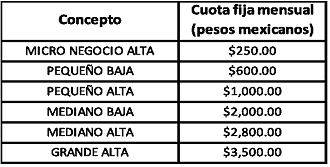 Concepto Cuota fija mensual
(pesos mexicanos)
MICRO NEGOCIO ALTA $250.00
PEQUEÑO BAJA $600.00
PEQUEÑO ALTA $1,000.00
MEDIANO BAJA $2,000.00
MEDIANO ALTA $2,800.00
GRANDE ALTA $3,500.00